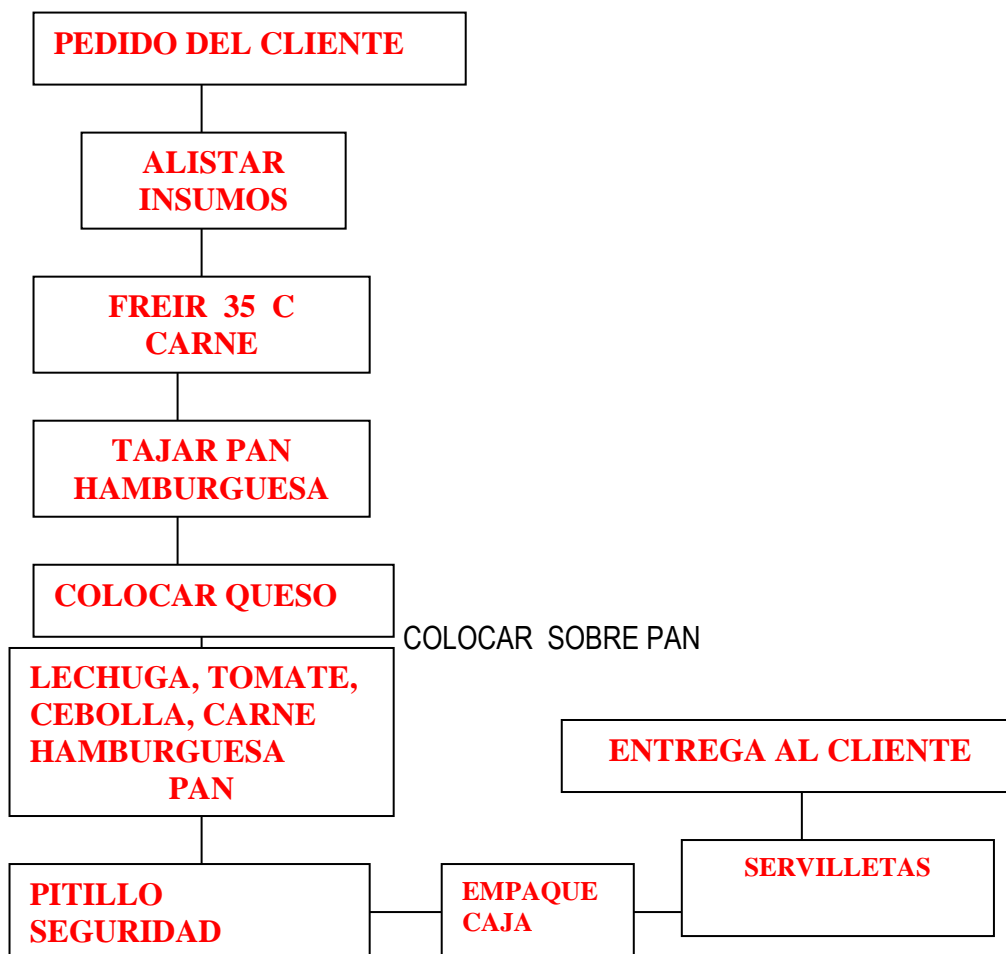 PEDIDO DEL CLIENTE
ALISTAR
INSUMOS
FREIR 35 C
CARNE
TAJAR PAN
HAMBURGUESA
COLOCAR QUESO
COLOCAR SOBRE PAN
LECHUGA, TOMATE,
CEBOLLA, CARNE
HAMBURGUESA
PAN
PITILLO
SEGURIDAD
EMPAQUE
CAJA
SERVILLETAS
ENTREGA AL CLIENTE